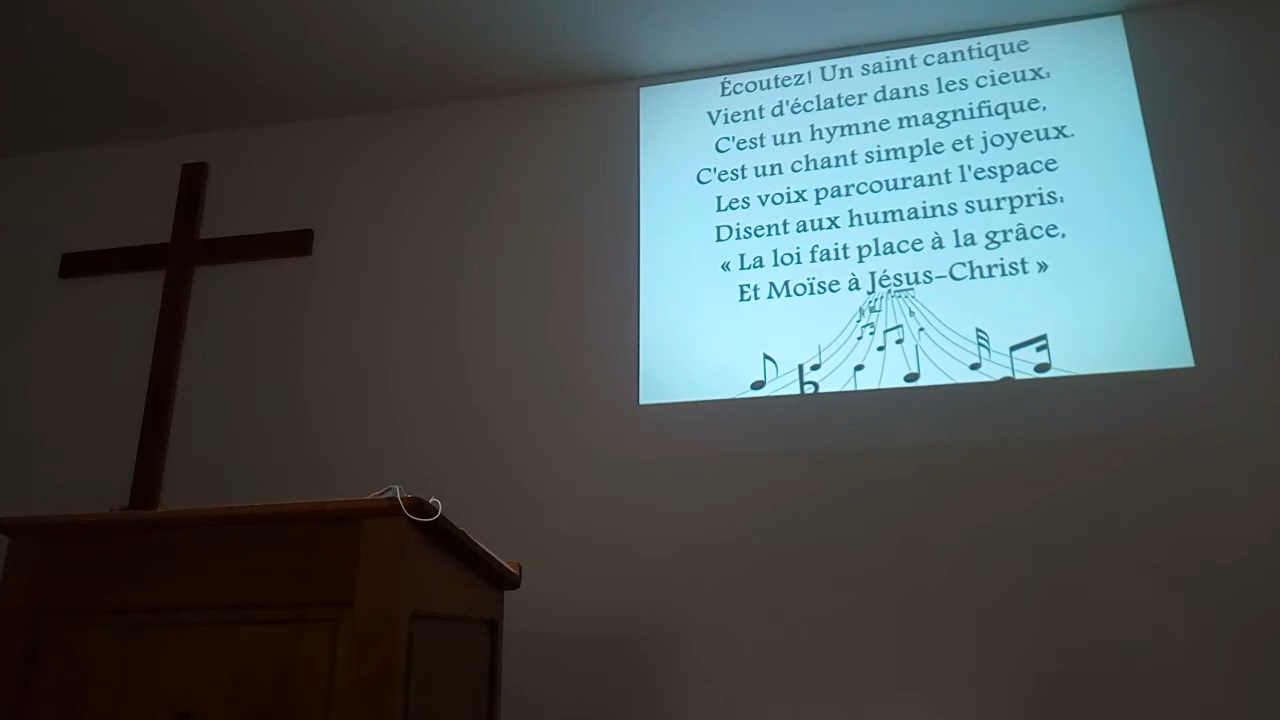 Écoutez! Un saint cantique
Vient d'éclater dans les cieux:
C'est un hymne magnifique,
C'est un chant simple et joyeux.
Les voix parcourant l'espace
Disent aux humains surpris:
« La loi fait place à la grâce,
Et Moïse à Jésus-Christ »